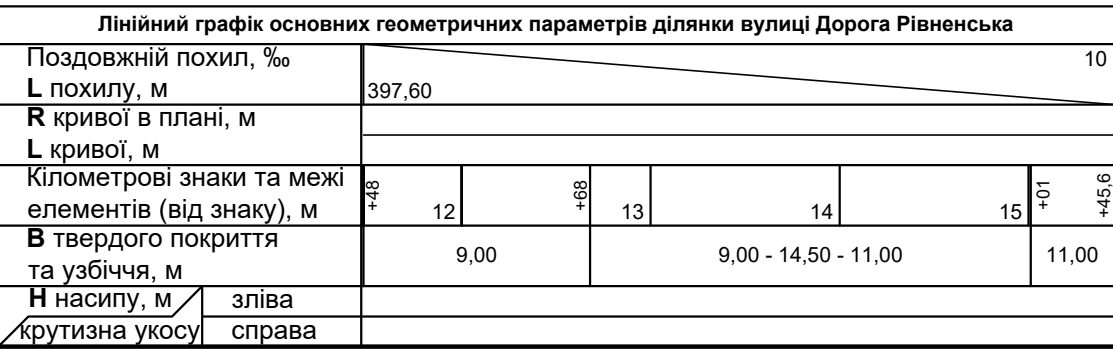 Лінійний графік основних геометричних параметрів ділянки вулиці Дорога Рівненська
Поздовжній похил, ‰
10
L похилу, м
397,60
R кривої в плані, м
L кривої, м
Кілометрові знаки та межі
елементів (від знаку), м
+48
12
+68
13
14
15
+01
+45,6
В твердого покриття
та узбіччя, м
9,00
9,00 - 14,50 - 11,00
11,00
Н насипу, м
крутизна укосу
зліва
справа